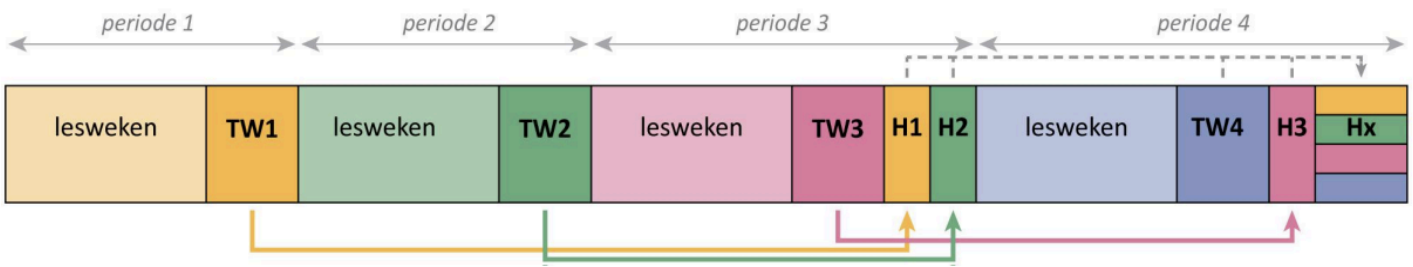 periode 1 periode 2 periode 3 periode 4
lesweken TW1 lesweken TW2 lesweken TW3 H1 H2 lesweken TW4 H3 Hx